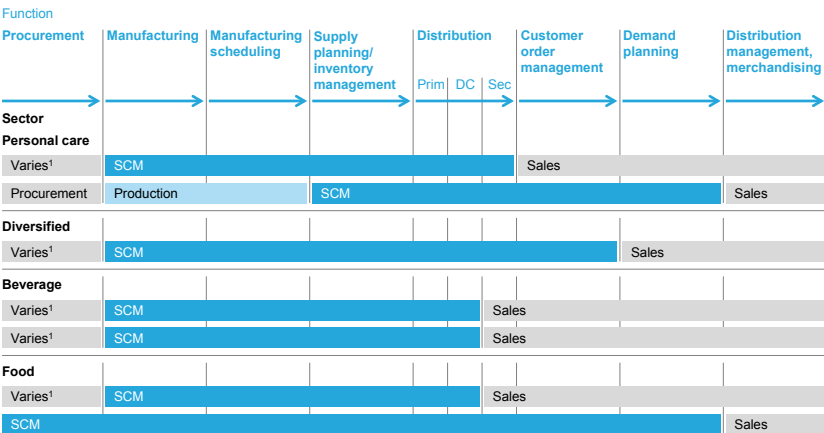 Function
Procurement
Manufacturing
Manufacturing
scheduling
Supply
planning/
inventory
management
Distribution
Prim DC Sec
Customer
order
management
Demand
planning
Distribution
management,
merchandising
Sector
Personal care
Varies¹ SCM Sales
Procurement Production SCM Sales
Diversified
Varies¹ SCM Sales
Beverage
Varies¹ SCM Sales
Varies¹ SCM Sales
Food
Varies¹ SCM Sales
SCM Sales